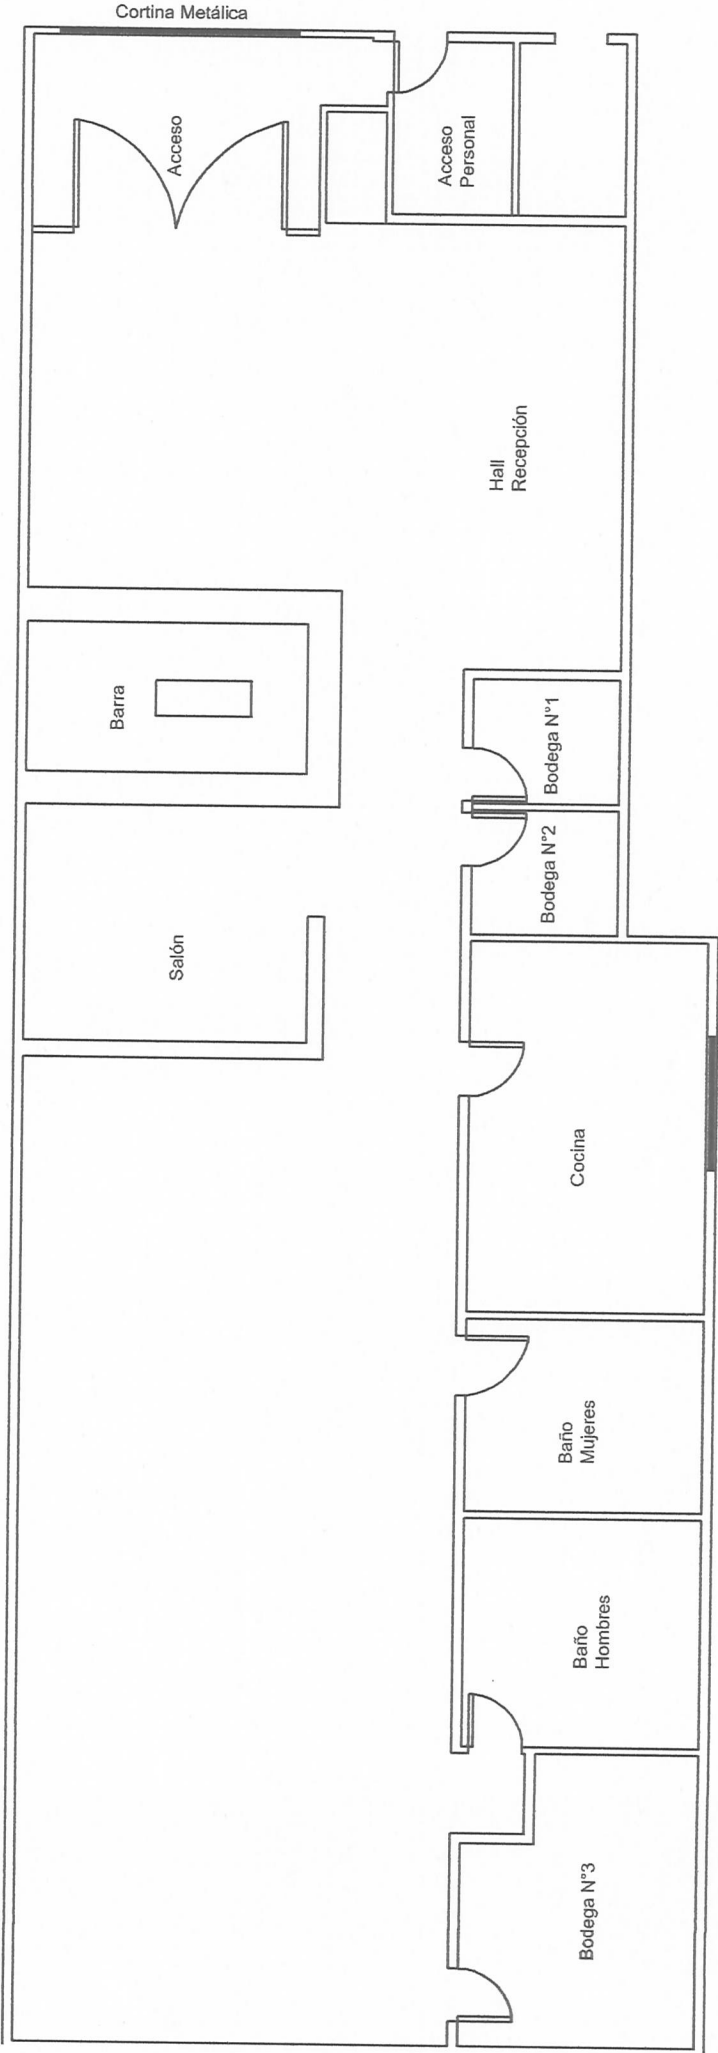 Cortina Metálica
Acceso
Acceso
Personal
Hall
Recepción
Barra
Bodega N°1
Bodega N°2
Salón
Cocina
Baño
Mujeres
Baño
Hombres
Bodega N°3